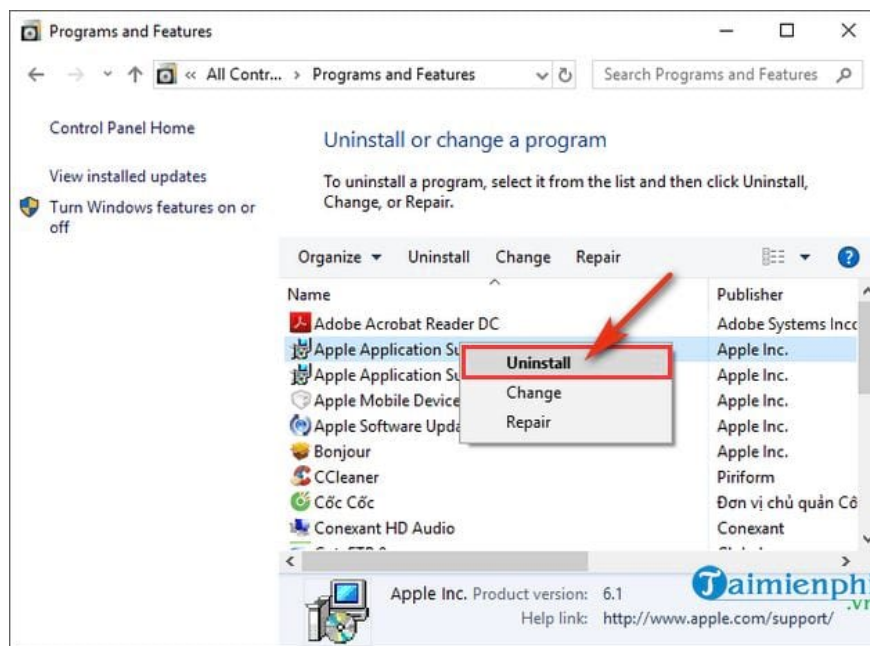 Programs and Features
« All Contr... › Programs and Features
Search Programs and Features
Control Panel Home
View installed updates
Turn Windows features on or
off
Uninstall or change a program
To uninstall a program, select it from the list and then click Uninstall,
Change, or Repair.
Organize Uninstall Change Repair
Name Publisher
Adobe Acrobat Reader DC Adobe Systems Inco
Apple Application Su Apple Inc.
Apple Application Su Apple Inc.
Apple Mobile Device Apple Inc.
Apple Software Upda Apple Inc.
Uninstall
Change
Repair
Bonjour Apple Inc.
CCleaner Piriform
Cốc Cốc Đơn vị chủ quản Cố
Conexant HD Audio Conexant
Apple Inc. Product version: 6.1
Help link: http://www.apple.com/support/
Taimienphi
.vn